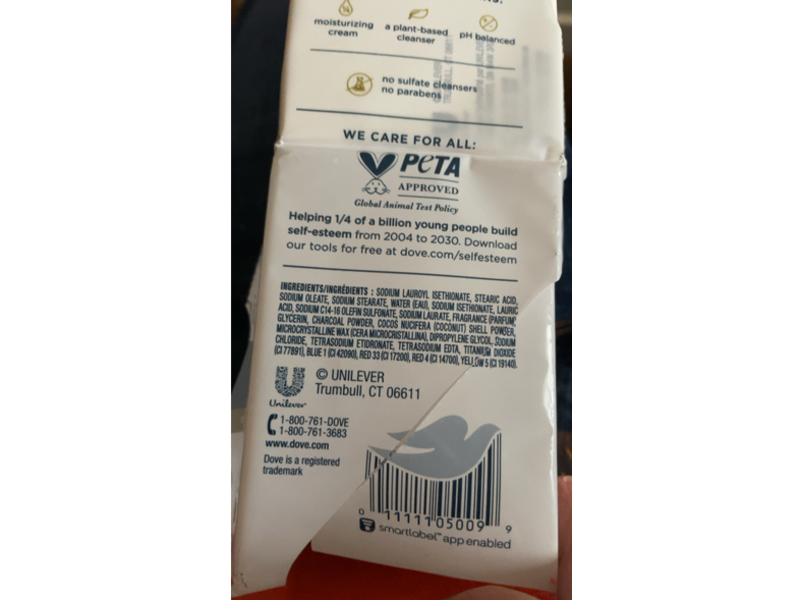 moisturizing
cream
a plant-based
cleanser
pH balanced
no sulfate cleansers
no parabens
WE CARE FOR ALL:
PETA
APPROVED
Global Animal Test Policy
Helping 1/4 of a billion young people build
self-esteem from 2004 to 2030. Download
our tools for free at dove.com/selfesteem
INGREDIENTS/INGRÉDIENTS : SODIUM LAUROYL ISETHIONATE, STEARIC ACID,
SODIUM OLEATE, SODIUM STEARATE, WATER (EAU), SODIUM ISETHIONATE, LAURIC
ACID, SODIUM C14-16 OLEFIN SULFONATE, SODIUM LAURATE, FRAGRANCE (PARFUM),
GLYCERIN, CHARCOAL POWDER, COCOS NUCIFERA (COCONUT) SHELL POWDER,
MICROCRYSTALLINE WAX (CERA MICROCRISTALLINA), DIPROPYLENE GLYCOL, SODIUM
CHLORIDE, TETRASODIUM ETIDRONATE, TETRASODIUM EDTA, TITANIUM DIOXIDE
(CI 77891), BLUE 1 (CI 42090), RED 33 (CI 17200), RED 4 (CI 14700), YELLOW 5 (CI 19140).
© UNILEVER
Trumbull, CT 06611
Unilever
1-800-761-DOVE
1-800-761-3683
www.dove.com
Dove is a registered
trademark
0 11111 05009 9
smartlabel™ app enabled